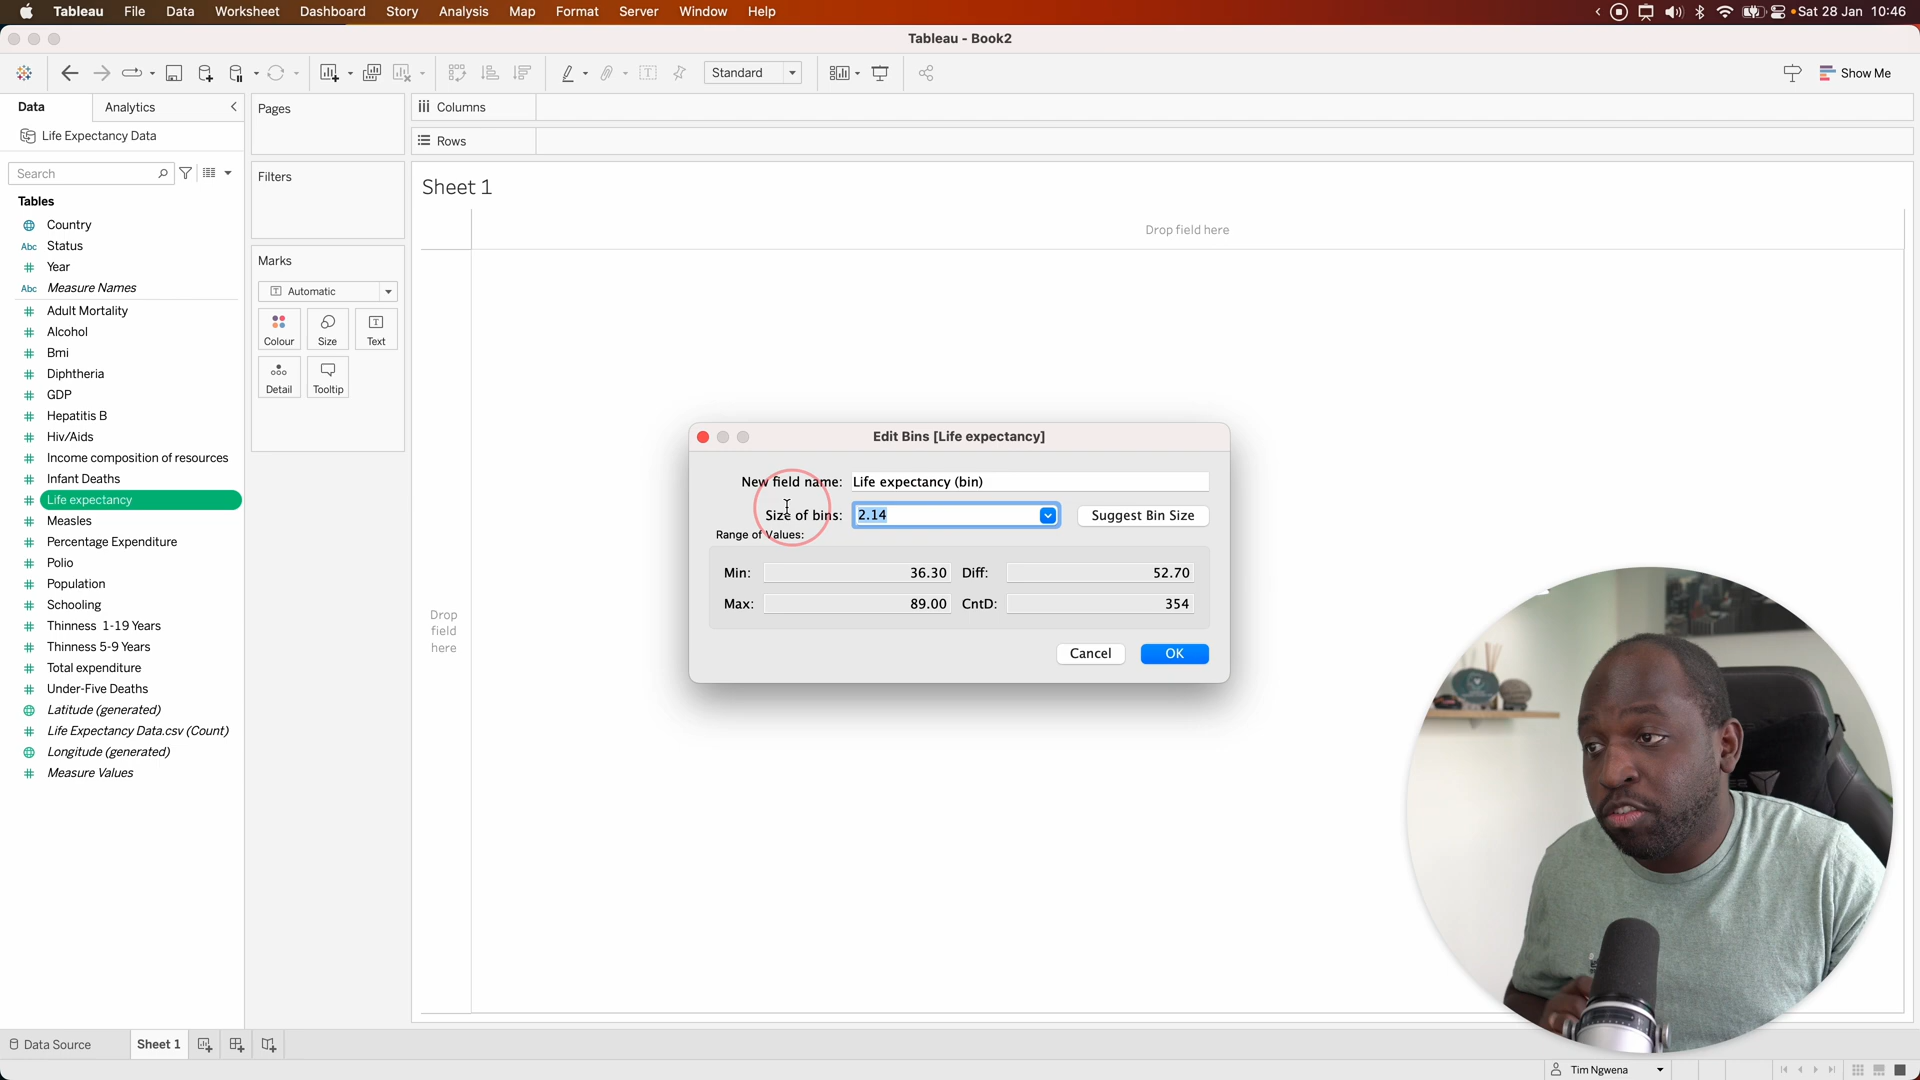 Tableau File Data Worksheet Dashboard Story Analysis Map Format Server Window Help
Sat 28 Jan 10:46
Tableau - Book2
Standard
Show Me
Data
Analytics
Pages
Columns
Life Expectancy Data
Rows
Search
Filters
Sheet 1
Tables
Country
Drop field here
Abc Status
Year
Marks
Abc Measure Names
Automatic
Adult Mortality
Alcohol
Colour Size Text
Bmi
Diphtheria
Detail Tooltip
GDP
Hepatitis B
Hiv/Aids
Edit Bins [Life expectancy]
Income composition of resources
Infant Deaths
New field name: Life expectancy (bin)
Life expectancy
Size of bins: 2.14 Suggest Bin Size
Measles
Range of Values:
Percentage Expenditure
Polio
Min: 36.30 Diff: 52.70
Population
Schooling
Max: 89.00 CntD: 354
Drop
field
here
Thinness 1-19 Years
Thinness 5-9 Years
Cancel OK
Total expenditure
Under-Five Deaths
Latitude (generated)
Life Expectancy Data.csv (Count)
Longitude (generated)
Measure Values
Data Source
Sheet 1
Tim Ngwena